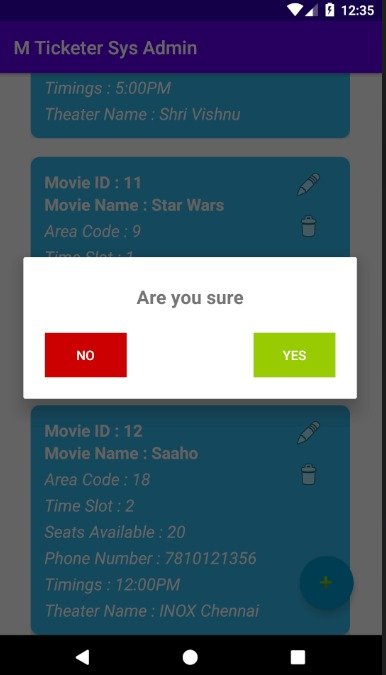 12:35
M Ticketer Sys Admin
Timings : 5:00PM
Theater Name : Shri Vishnu
Movie ID : 11
Movie Name : Star Wars
Area Code : 9
Time Slot : 1
Are you sure
NO YES
Movie ID : 12
Movie Name : Saaho
Area Code : 18
Time Slot : 2
Seats Available : 20
Phone Number : 7810121356
Timings : 12:00PM
Theater Name : INOX Chennai